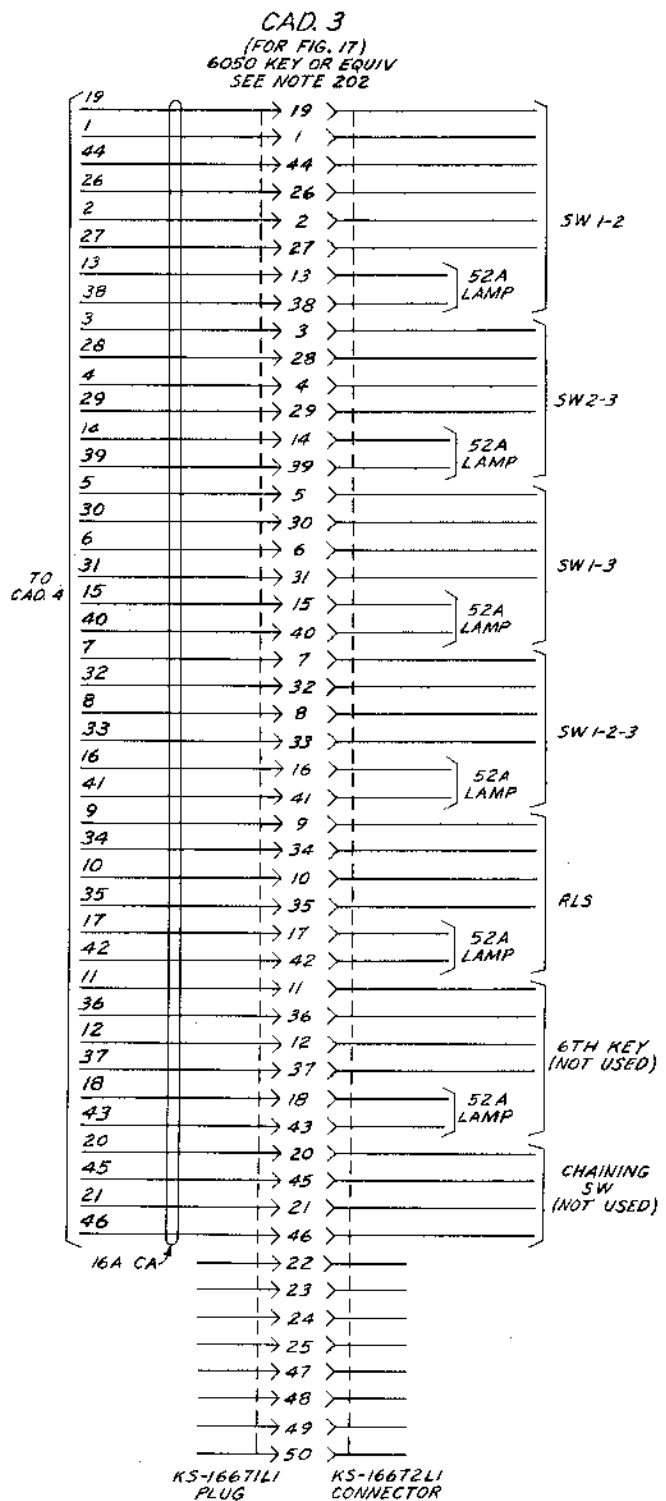 CAD. 3
(FOR FIG. 17)
6050 KEY OR EQUIV
SEE NOTE 202
19 19
1 1
44 44
26 26
2 2 SW 1-2
27 27
13 13 52A
38 38 LAMP
3 3
28 28
4 4 SW 2-3
29 29
14 14 52A
39 39 LAMP
5 5
30 30
6 6
TO
CAD. 4
31 31 SW 1-3
15 15 52A
40 40 LAMP
7 7
32 32
8 8
33 33 SW 1-2-3
16 16 52A
41 41 LAMP
9 9
34 34
10 10
35 35 RLS
17 17 52A
42 42 LAMP
11 11
36 36
12 12 6TH KEY
37 37 (NOT USED)
18 18 52A
43 43 LAMP
20 20
45 45 CHAINING
SW
21 21 (NOT USED)
46 46
16A CA 22
23
24
25
47
48
49
50
KS-16671L1 KS-16672L1
PLUG CONNECTOR